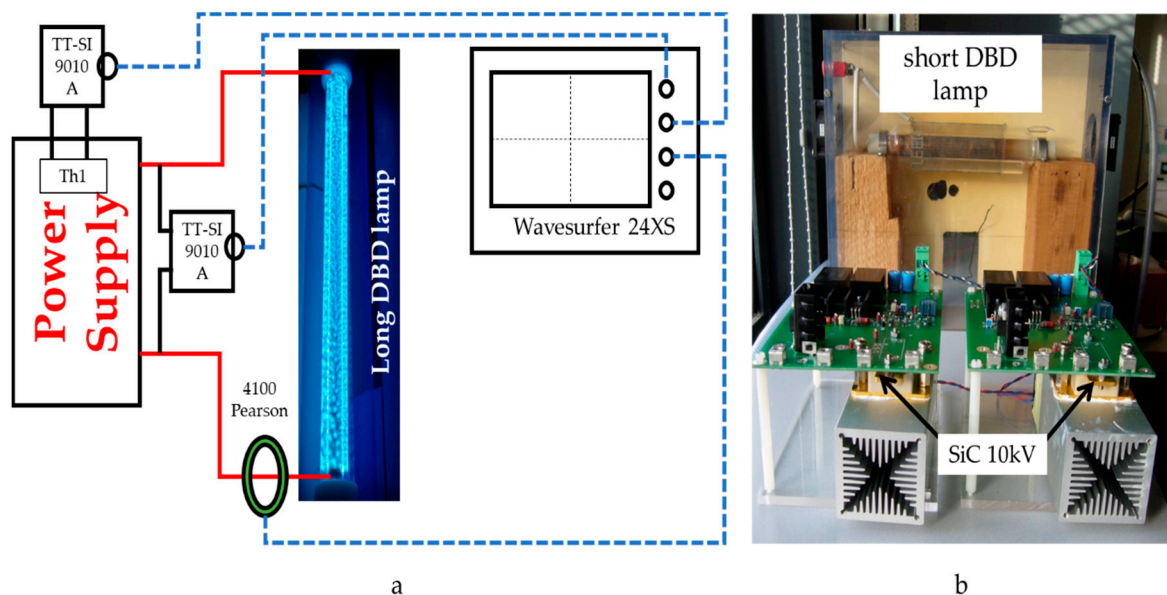 TT-SI
9010
A
Th1
Power
Supply
TT-SI
9010
A
4100
Pearson
Long DBD lamp
Wavesurfer 24XS
a
short DBD
lamp
SiC 10kV
b